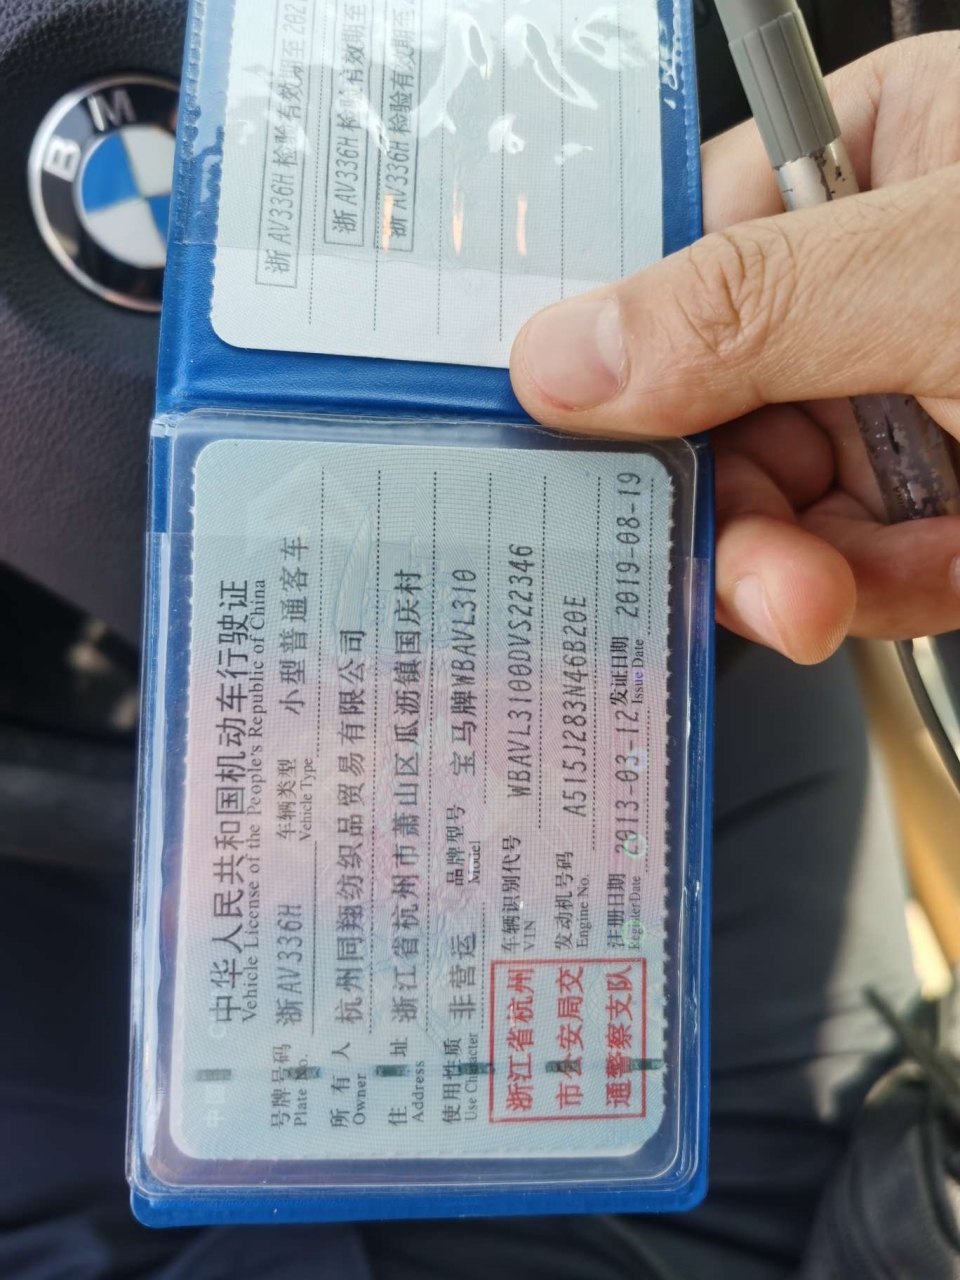 BM
浙AV336H 检验有效期至202
浙AV336H 检验有效期至
浙AV336H 检验有效期至2
中华人民共和国机动车行驶证
Vehicle License of the People's Republic of China
号牌号码 浙AV336H 车辆类型 小型普通客车
Plate No. Vehicle Type
所有人 杭州同翔纺织品贸易有限公司
Owner
住址 浙江省杭州市萧山区瓜沥镇国庆村
Address
使用性质 非营运 品牌型号 宝马牌WBAVL310
Use Character Model
浙江省杭州
市公安局交
通警察支队
车辆识别代号 WBAVL3100DVS22346
VIN
发动机号码 A515J283N46B20E
Engine No.
注册日期 2013-03-12 发证日期 2019-08-19
Register Date Issue Date